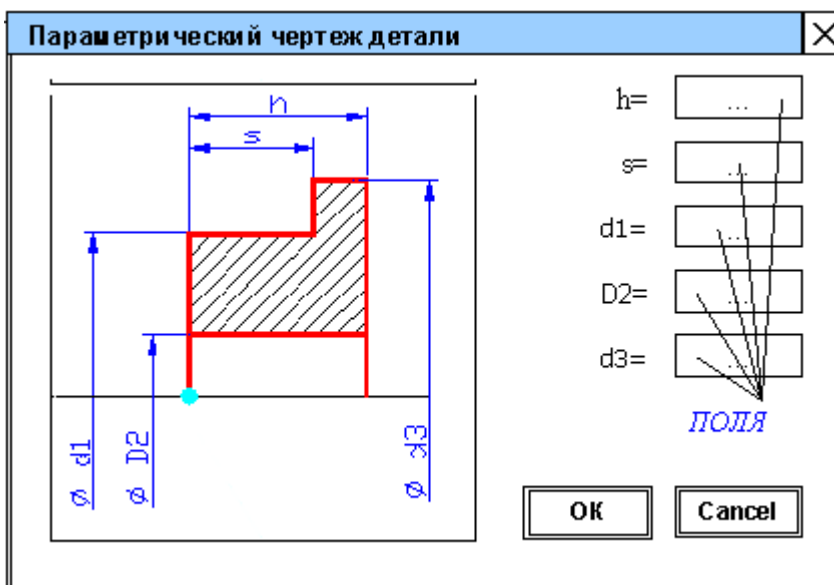 Параметрический чертеж детали
h
s
Ø d1
Ø D2
Ø d3
h= ...
s= ...
d1= ...
D2= ...
d3= ...
ПОЛЯ
OK
Cancel